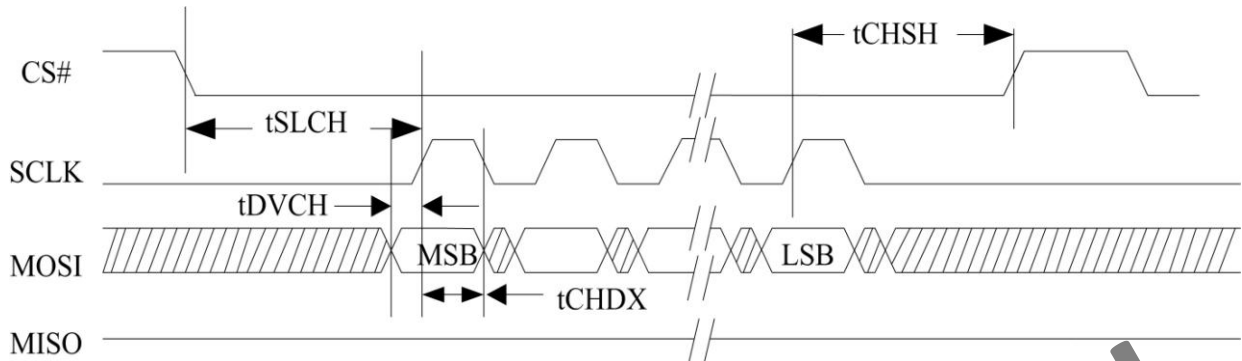 tCHSH
CS#
tSLCH
SCLK
tDVCH
MSB
LSB
MOSI
tCHDX
MISO